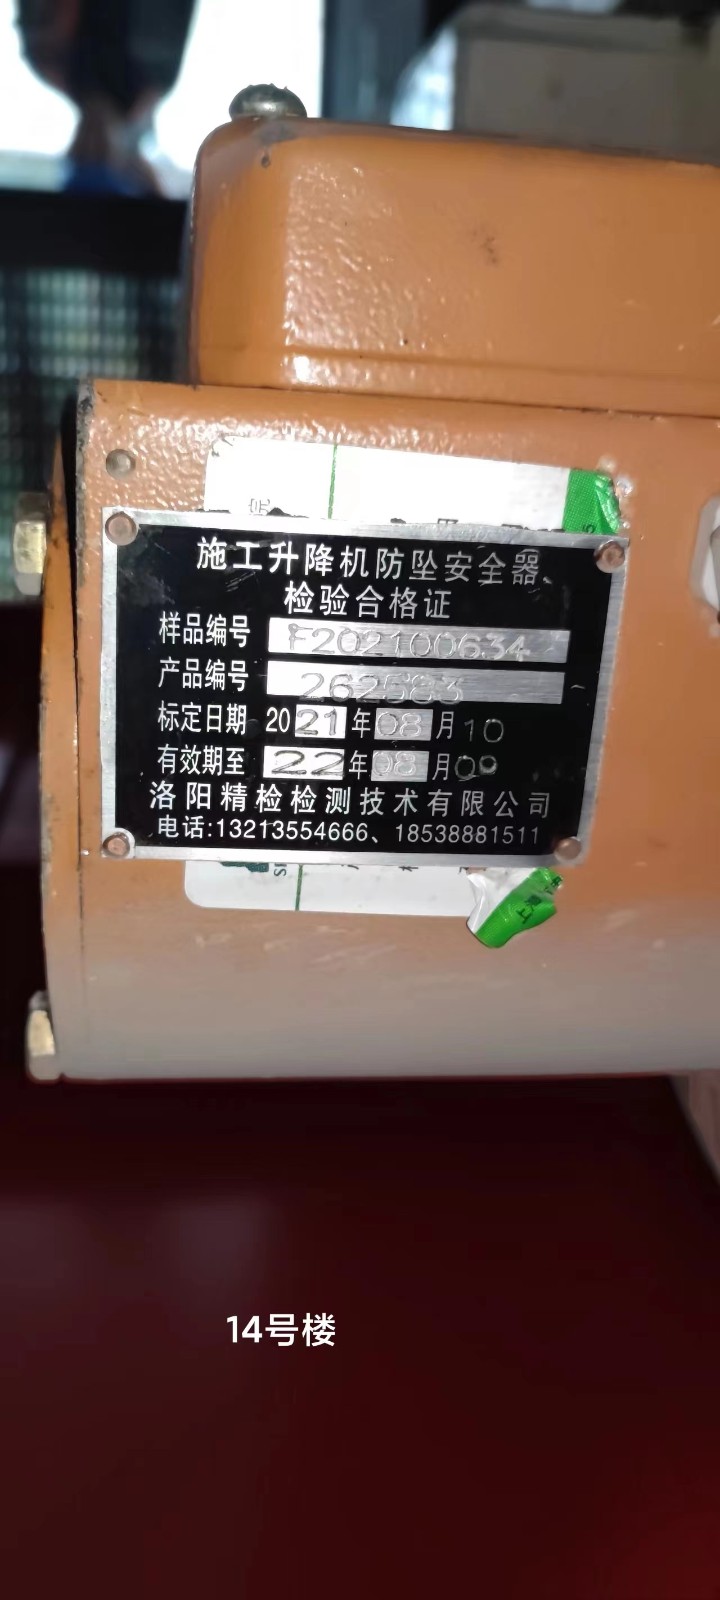 施工升降机防坠安全器
检验合格证
样品编号 F202100634
产品编号 262583
标定日期 2021年08月10
有效期至 22年08月09
洛阳精检检测技术有限公司
电话:13213554666、18538881511
14号楼